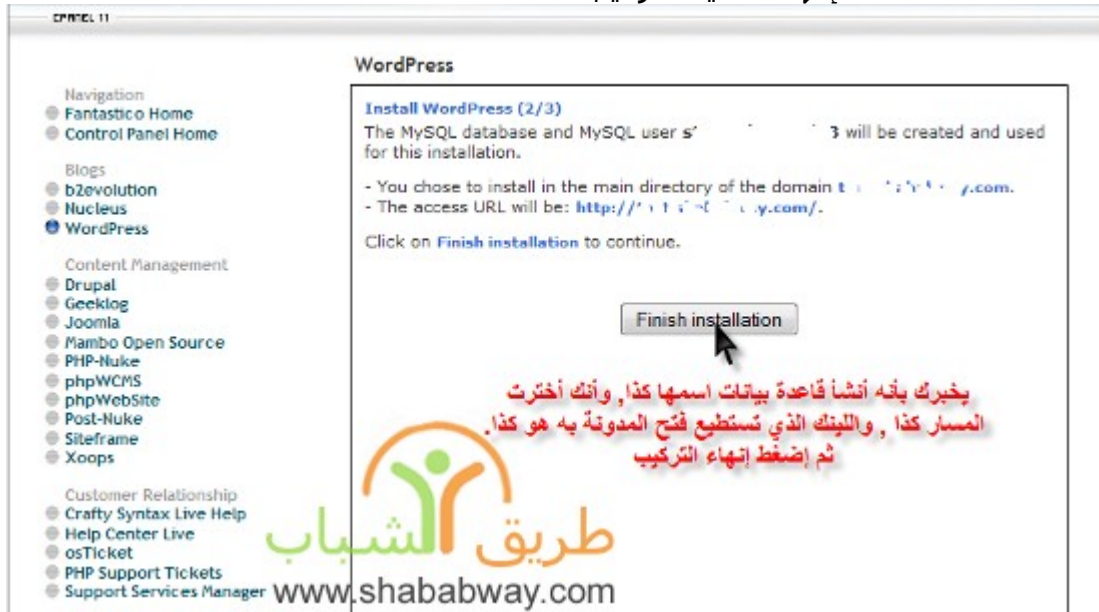 CPANEL 11
WordPress
Navigation
Fantastico Home
Control Panel Home
Blogs
b2evolution
Nucleus
WordPress
Content Management
Drupal
Geeklog
Joomla
Mambo Open Source
PHP-Nuke
phpWCMS
phpWebSite
Post-Nuke
Siteframe
Xoops
Customer Relationship
Crafty Syntax Live Help
Help Center Live
osTicket
PHP Support Tickets
Support Services Manager
Install WordPress (2/3)
The MySQL database and MySQL user s 3 will be created and used
for this installation.
- You chose to install in the main directory of the domain t y.com.
- The access URL will be: http:// y.com/.
Click on Finish installation to continue.
Finish installation
يخبرك بأنه أنشأ قاعدة بيانات اسمها كذا, وأنك أخترت
المسار كذا , واللينك الذي تستطيع فتح المدونة به هو كذا.
ثم إضغط إنهاء التركيب
طريق الشباب
www.shababway.com